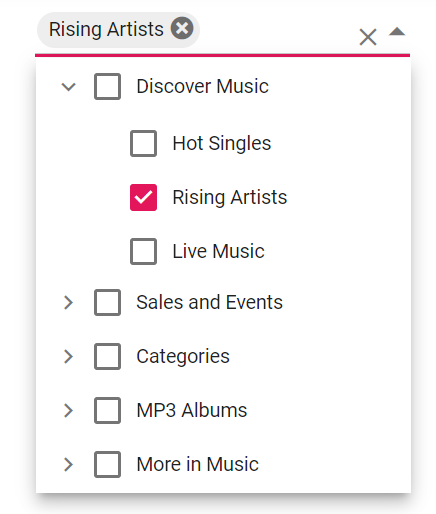 Rising Artists
Discover Music
Hot Singles
Rising Artists
Live Music
Sales and Events
Categories
MP3 Albums
More in Music